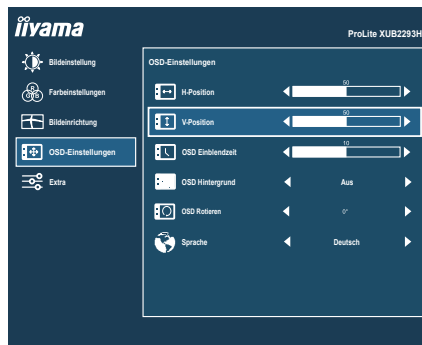 iiyama
ProLite XUB2293H
Bildeinstellung
Farbeinstellungen
R
G B
Bildeinrichtung
OSD-Einstellungen
Extra
OSD-Einstellungen
H-Position
50
V-Position
50
OSD Einblendzeit
10
OSD Hintergrund
Aus
OSD Rotieren
0°
Sprache
Deutsch